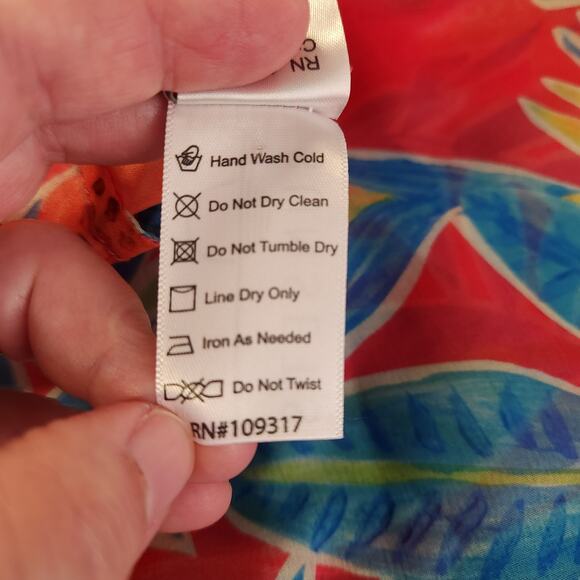 RN
Hand Wash Cold
Do Not Dry Clean
Do Not Tumble Dry
Line Dry Only
Iron As Needed
Do Not Twist
RN#109317